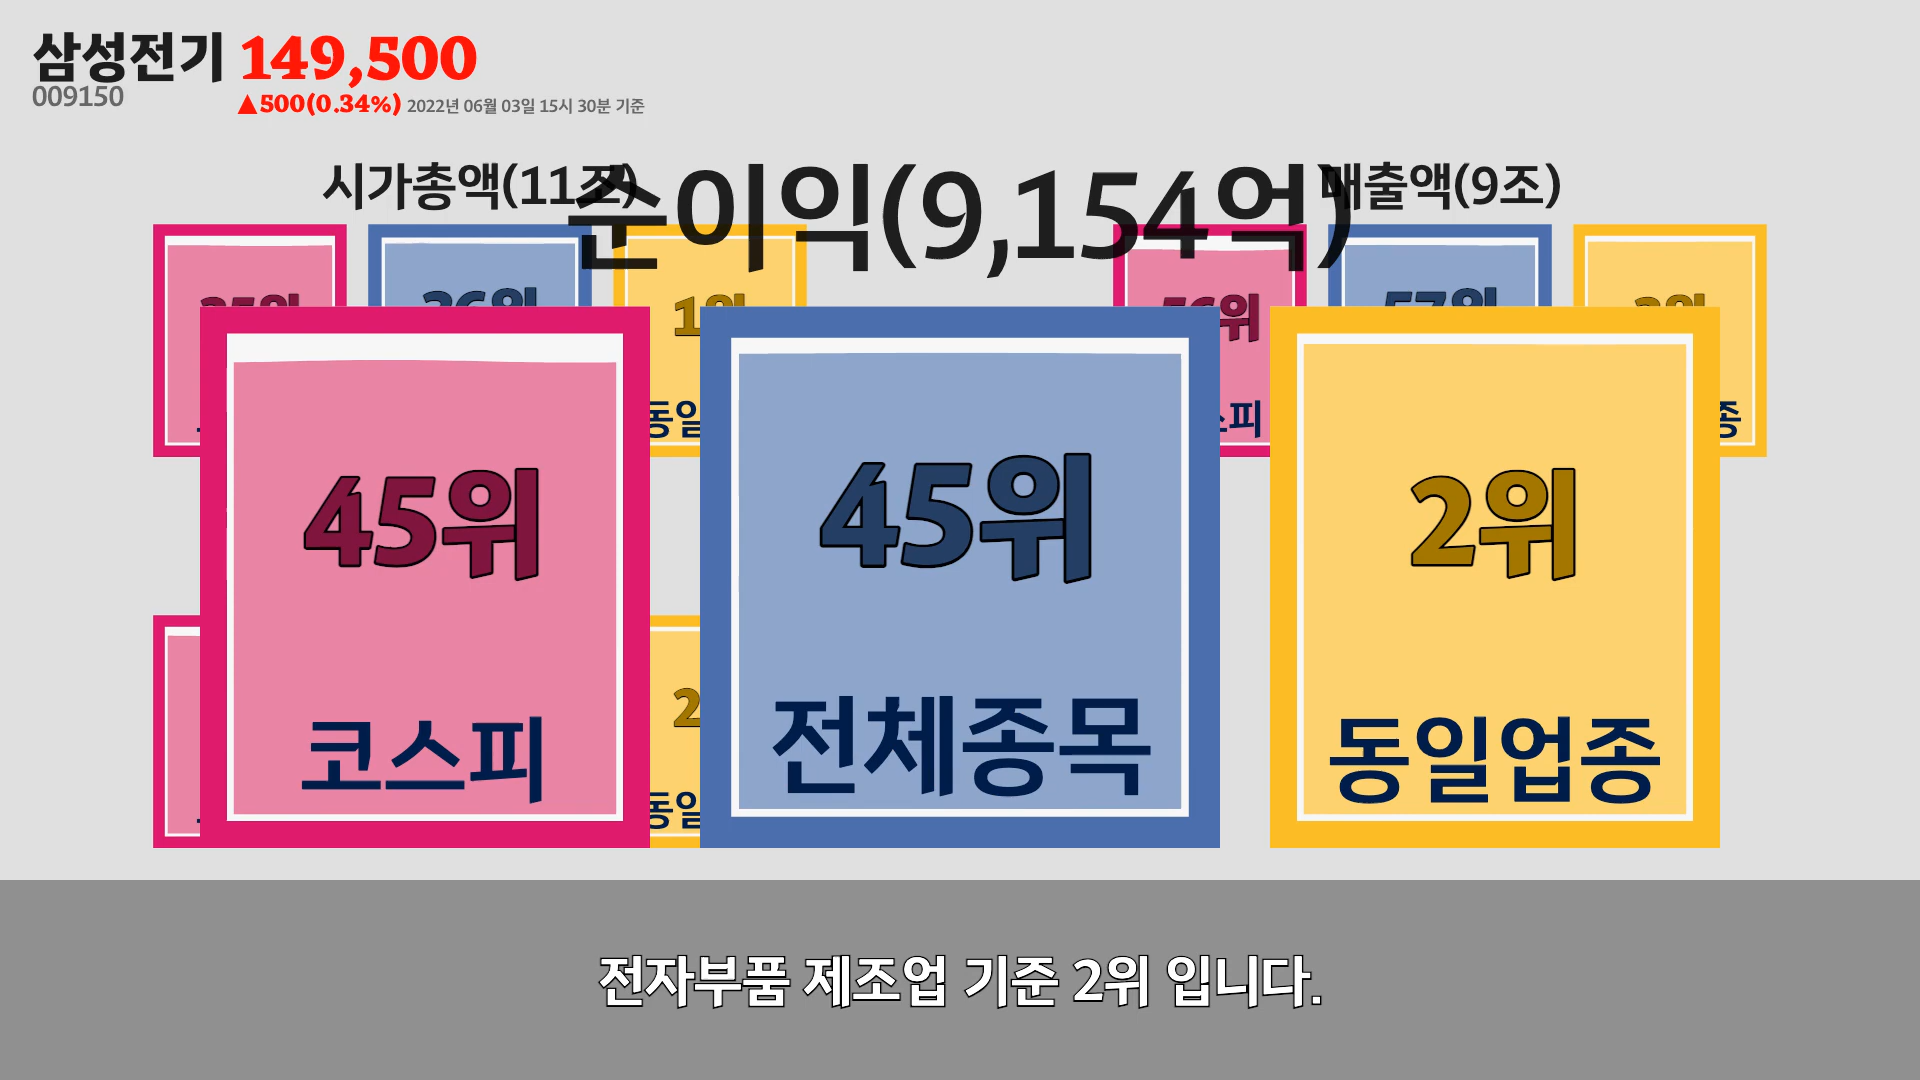 삼성전기 149,500
009150
▲500(0.34%) 2022년 06월 03일 15시 30분 기준
시가총액(11조)
순이익(9,154억)
매출액(9조)
45위
코스피
45위
전체종목
2위
동일업종
전자부품 제조업 기준 2위 입니다.